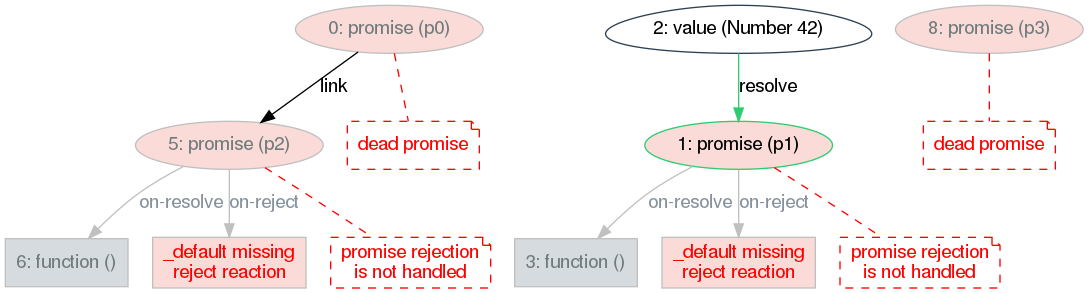 0: promise (p0)
2: value (Number 42)
8: promise (p3)
link
resolve
5: promise (p2)
dead promise
1: promise (p1)
dead promise
on-resolve
on-reject
on-resolve
on-reject
6: function ()
_default missing
reject reaction
promise rejection
is not handled
3: function ()
_default missing
reject reaction
promise rejection
is not handled